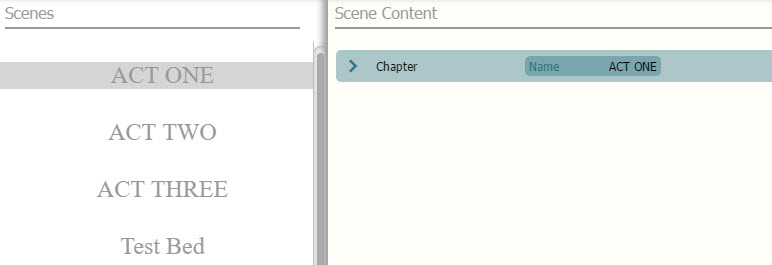 Scenes
ACT ONE
ACT TWO
ACT THREE
Test Bed
Scene Content
Chapter Name ACT ONE